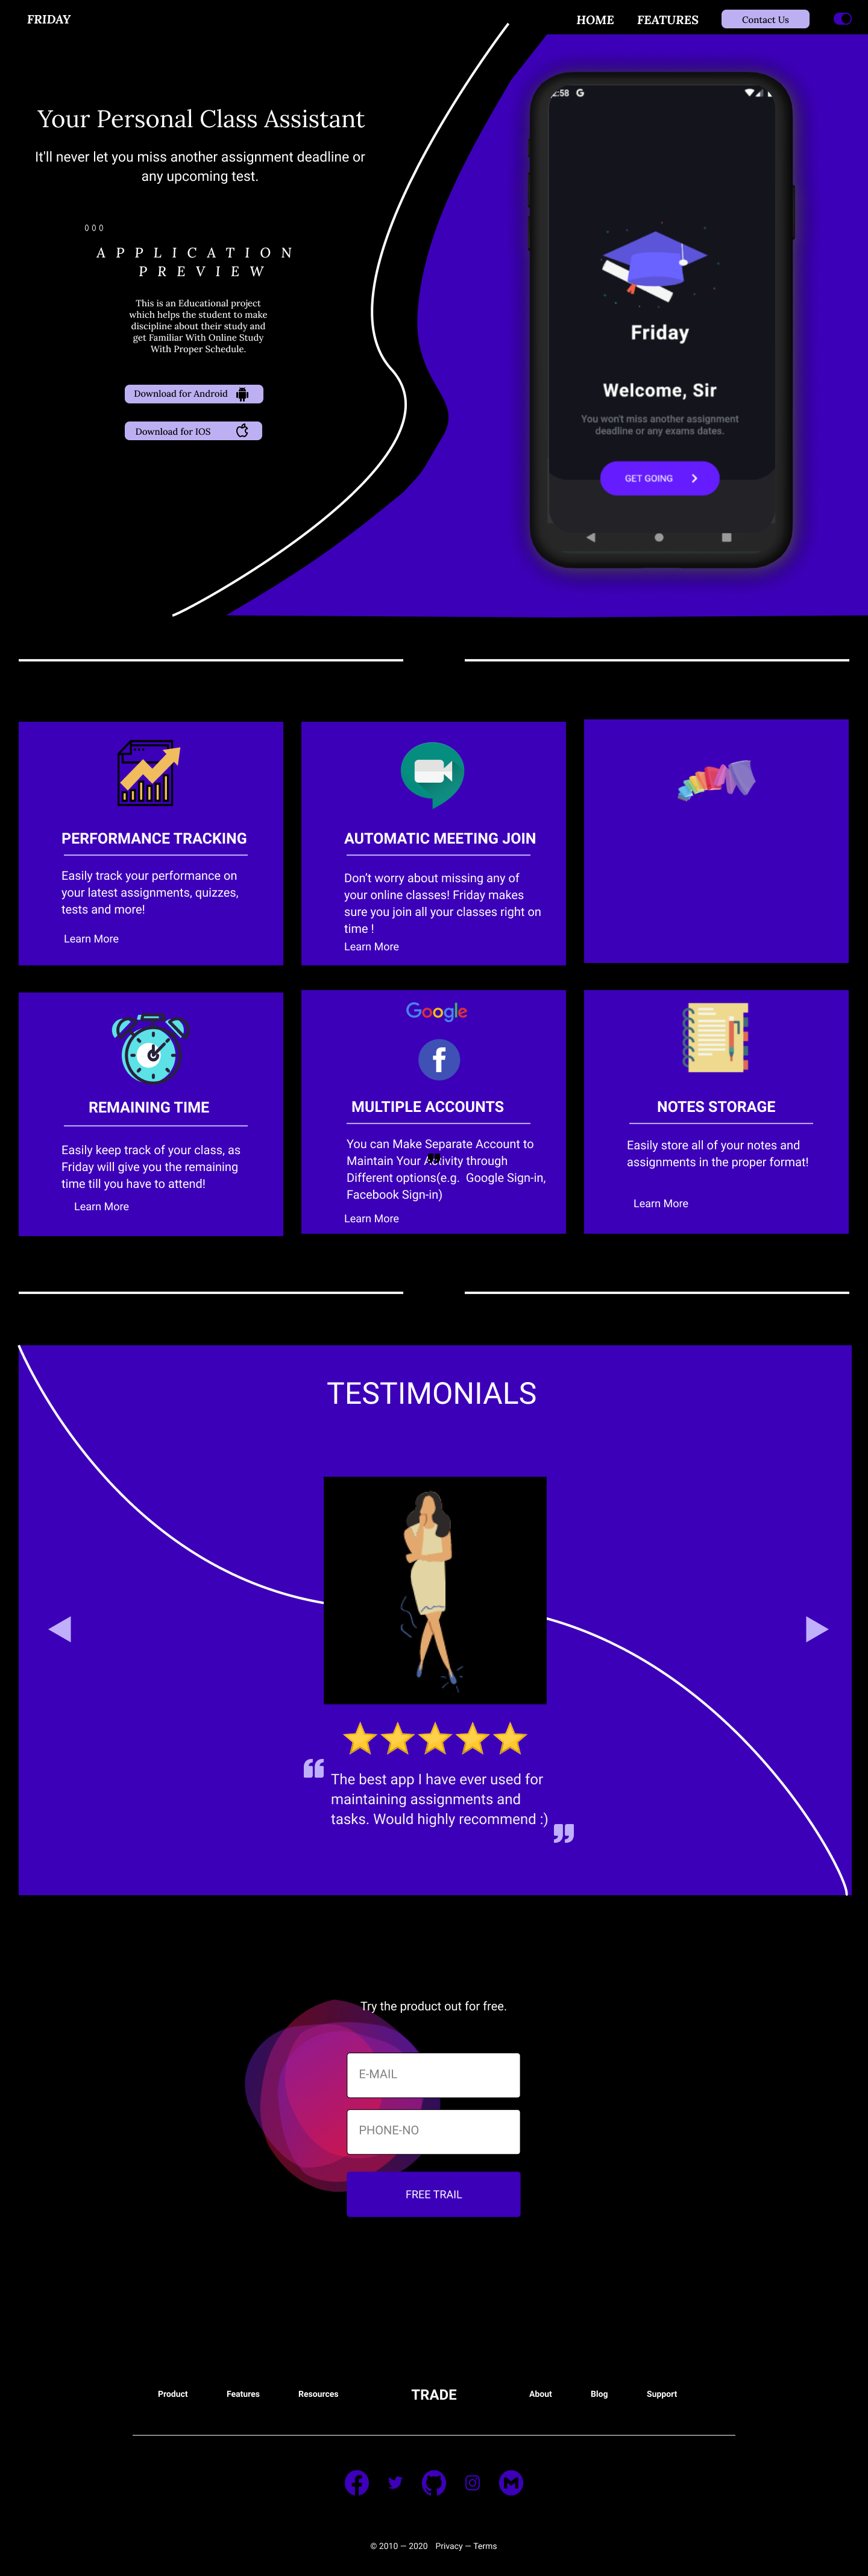 FRIDAY
HOME
FEATURES
Contact Us
Your Personal Class Assistant
It'll never let you miss another assignment deadline or
any upcoming test.
000
APPLICATION
PREVIEW
This is an Educational project
which helps the student to make
discipline about their study and
get Familiar With Online Study
With Proper Schedule.
Download for Android
Download for IOS
:58 G
Friday
Welcome, Sir
You won't miss another assignment
deadline or any exams dates.
GET GOING
PERFORMANCE TRACKING
Easily track your performance on
your latest assignments, quizzes,
tests and more!
Learn More
AUTOMATIC MEETING JOIN
Don't worry about missing any of
your online classes! Friday makes
sure you join all your classes right on
time !
Learn More
REMAINING TIME
Easily keep track of your class, as
Friday will give you the remaining
time till you have to attend!
Learn More
Google
f
MULTIPLE ACCOUNTS
You can Make Separate Account to
Maintain Your through
Different options(e.g. Google Sign-in,
Facebook Sign-in)
Learn More
NOTES STORAGE
Easily store all of your notes and
assignments in the proper format!
Learn More
TESTIMONIALS
The best app I have ever used for
maintaining assignments and
tasks. Would highly recommend :)
Try the product out for free.
E-MAIL
PHONE-NO
FREE TRAIL
Product
Features
Resources
TRADE
About
Blog
Support
© 2010 — 2020 Privacy — Terms